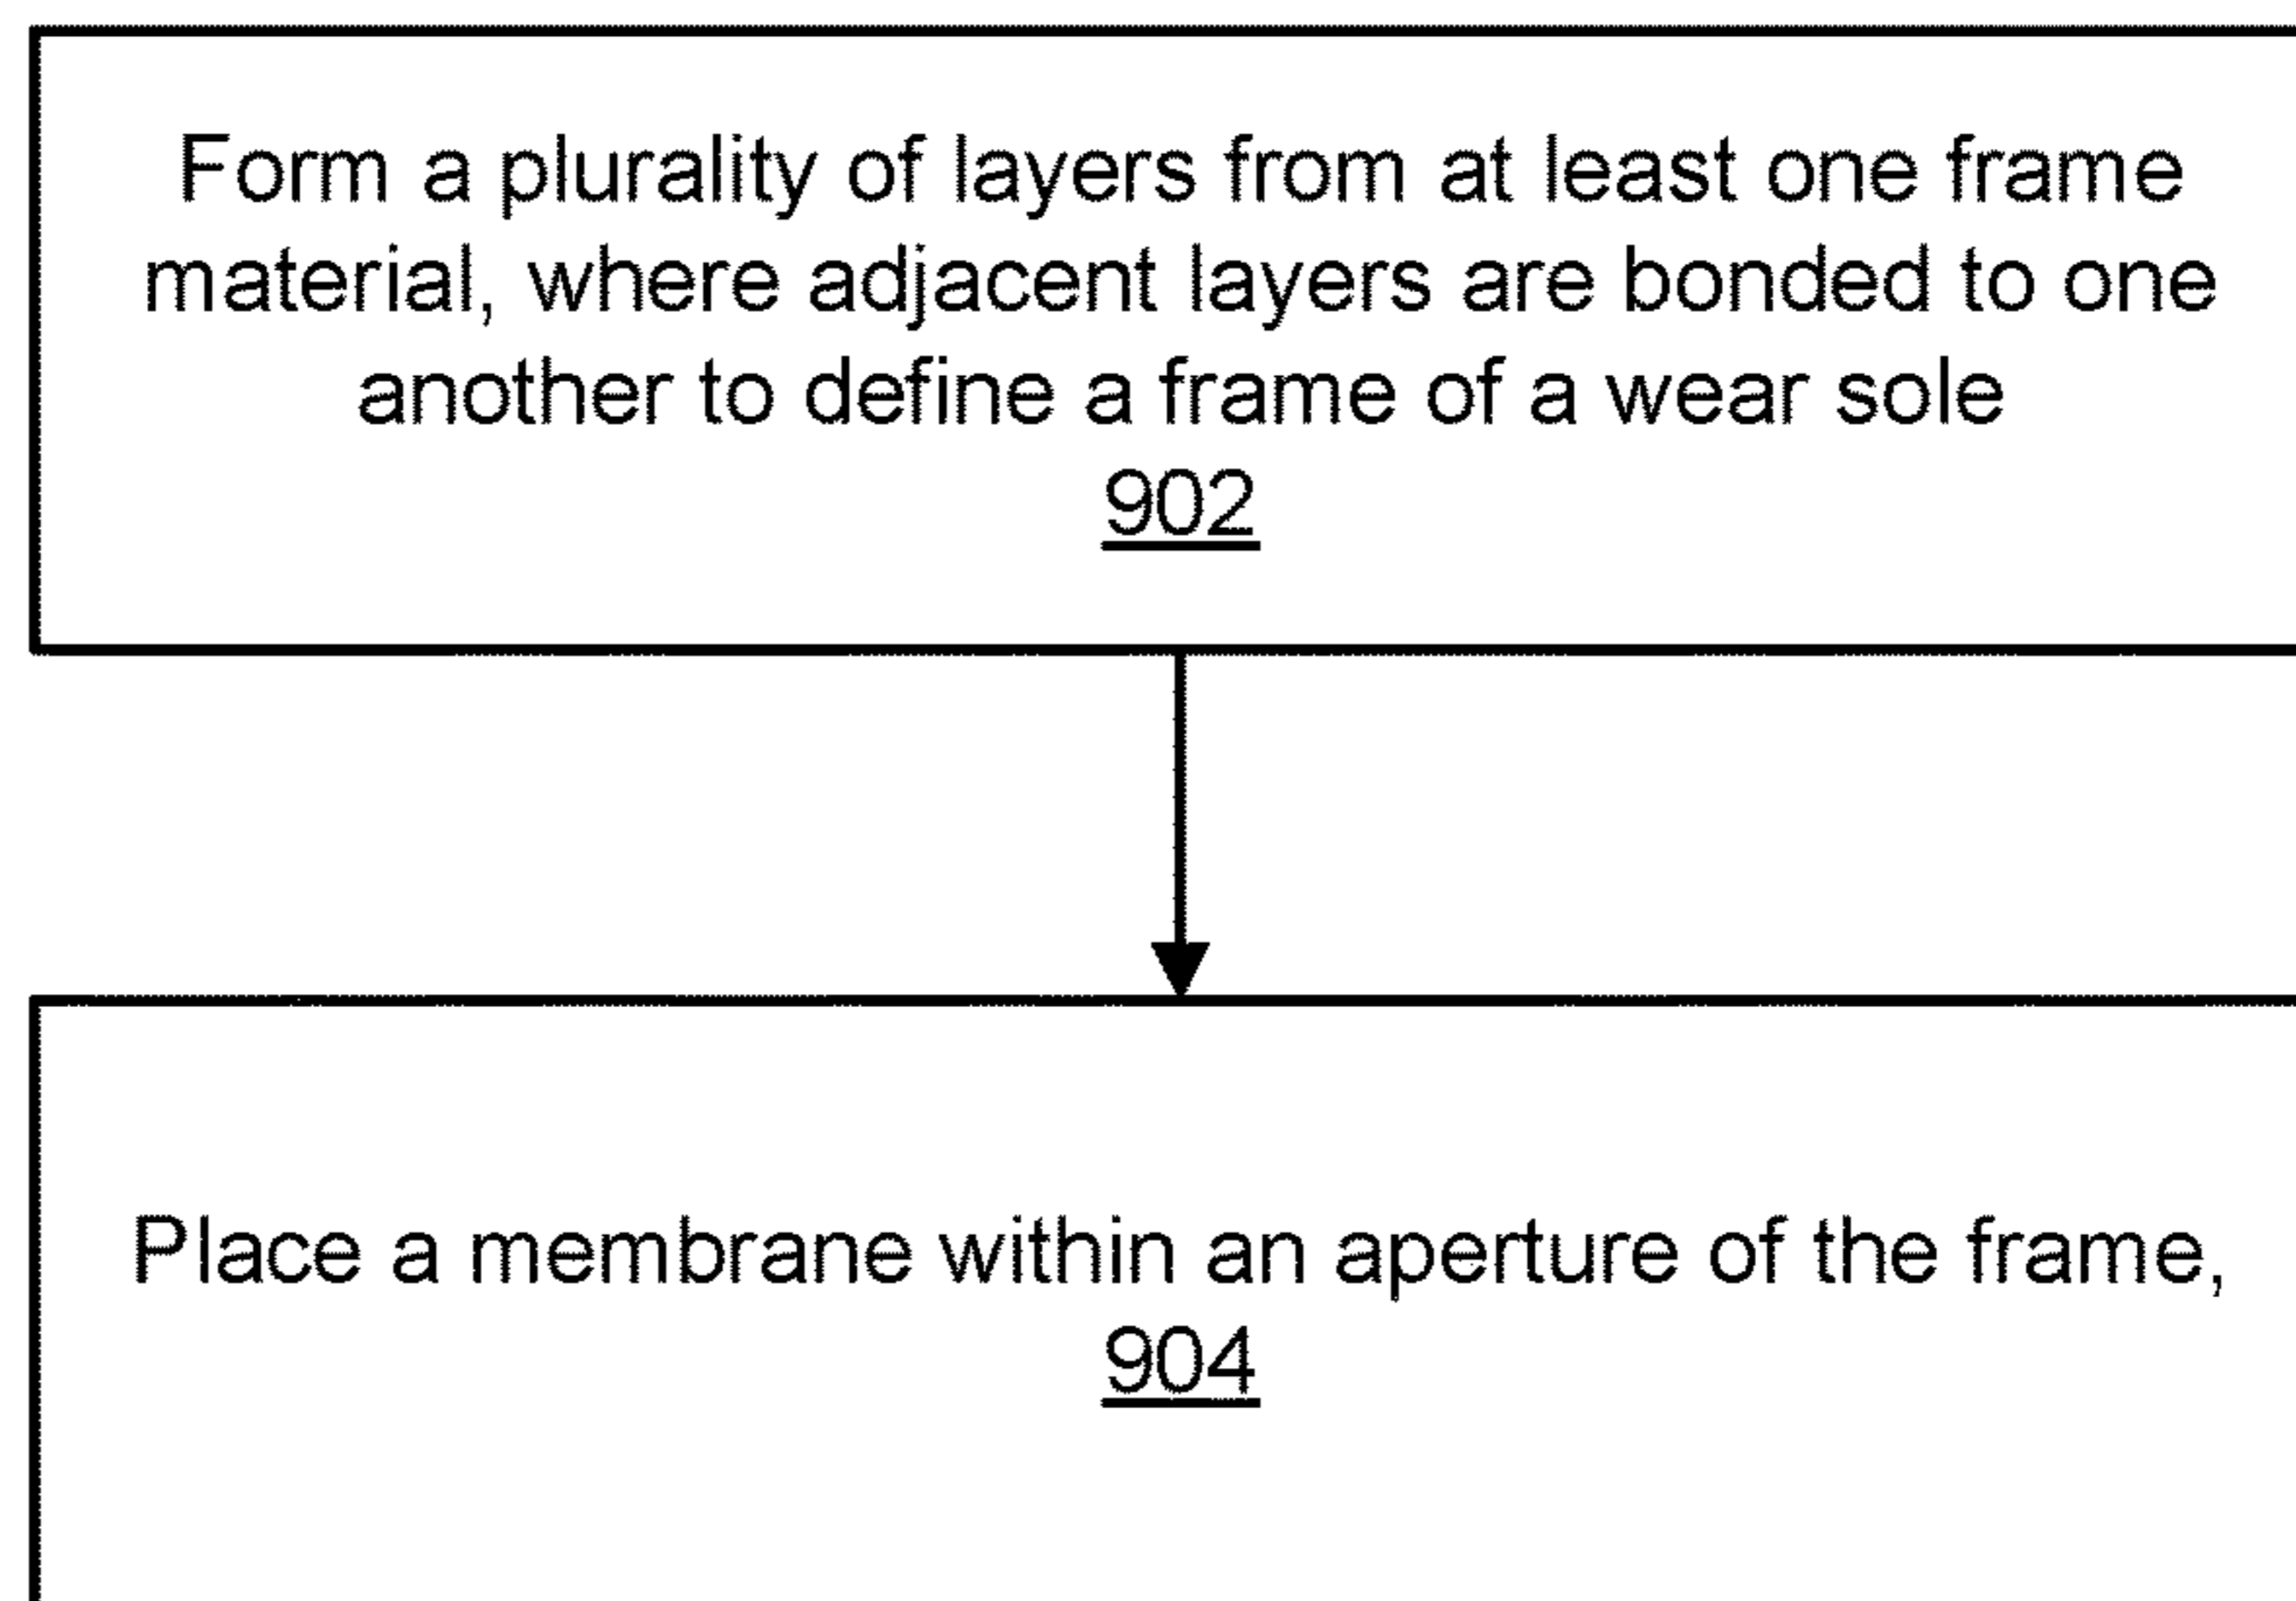 Form a plurality of layers from at least one frame
material, where adjacent layers are bonded to one
another to define a frame of a wear sole
902
Place a membrane within an aperture of the frame,
904